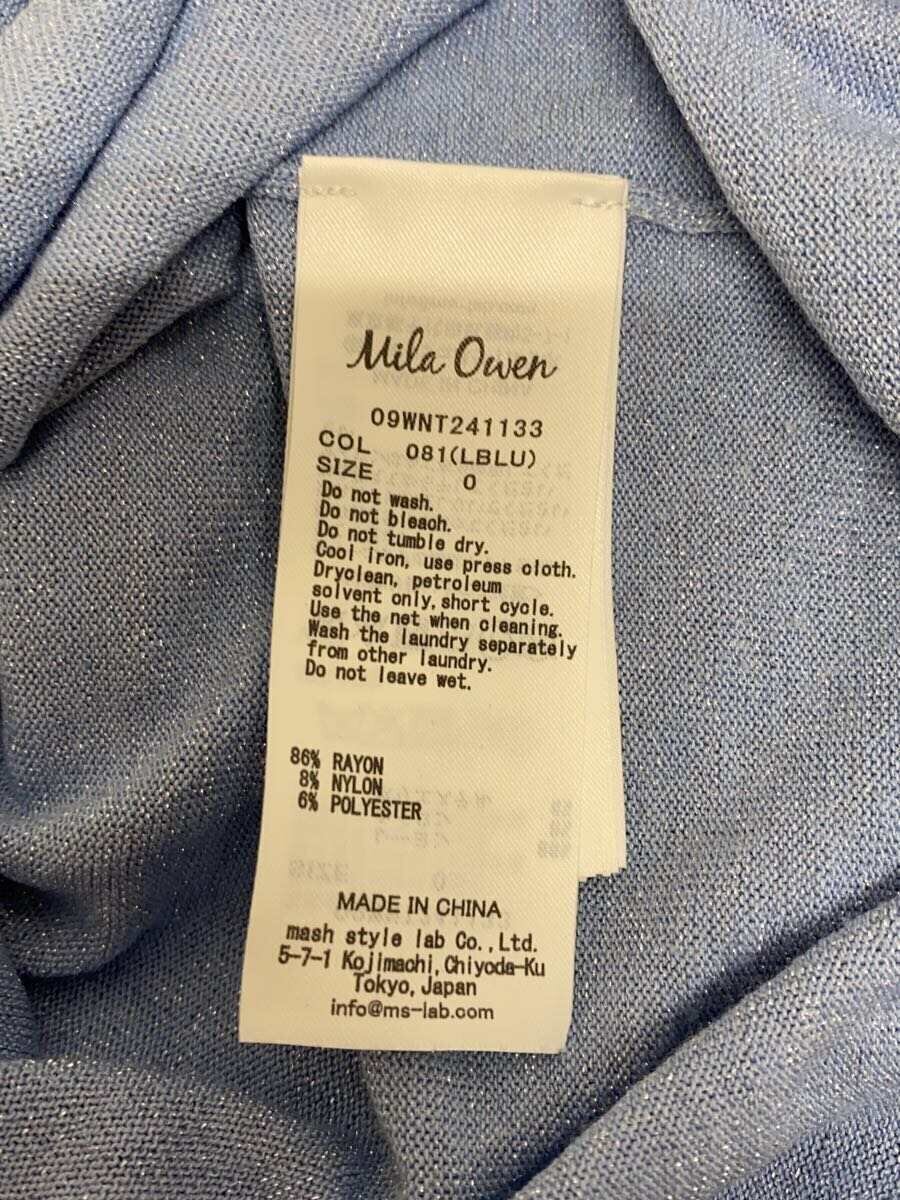 Mila Owen
09WNT241133
COL 081(LBLU)
SIZE 0
Do not wash.
Do not bleach.
Do not tumble dry.
Cool iron, use press cloth.
Dryclean, petroleum
solvent only, short cycle.
Use the net when cleaning.
Wash the laundry separately
from other laundry.
Do not leave wet.
86% RAYON
8% NYLON
6% POLYESTER
MADE IN CHINA
mash style lab Co., Ltd.
5-7-1 Kojimachi, Chiyoda-Ku
Tokyo, Japan
info@ms-lab.com